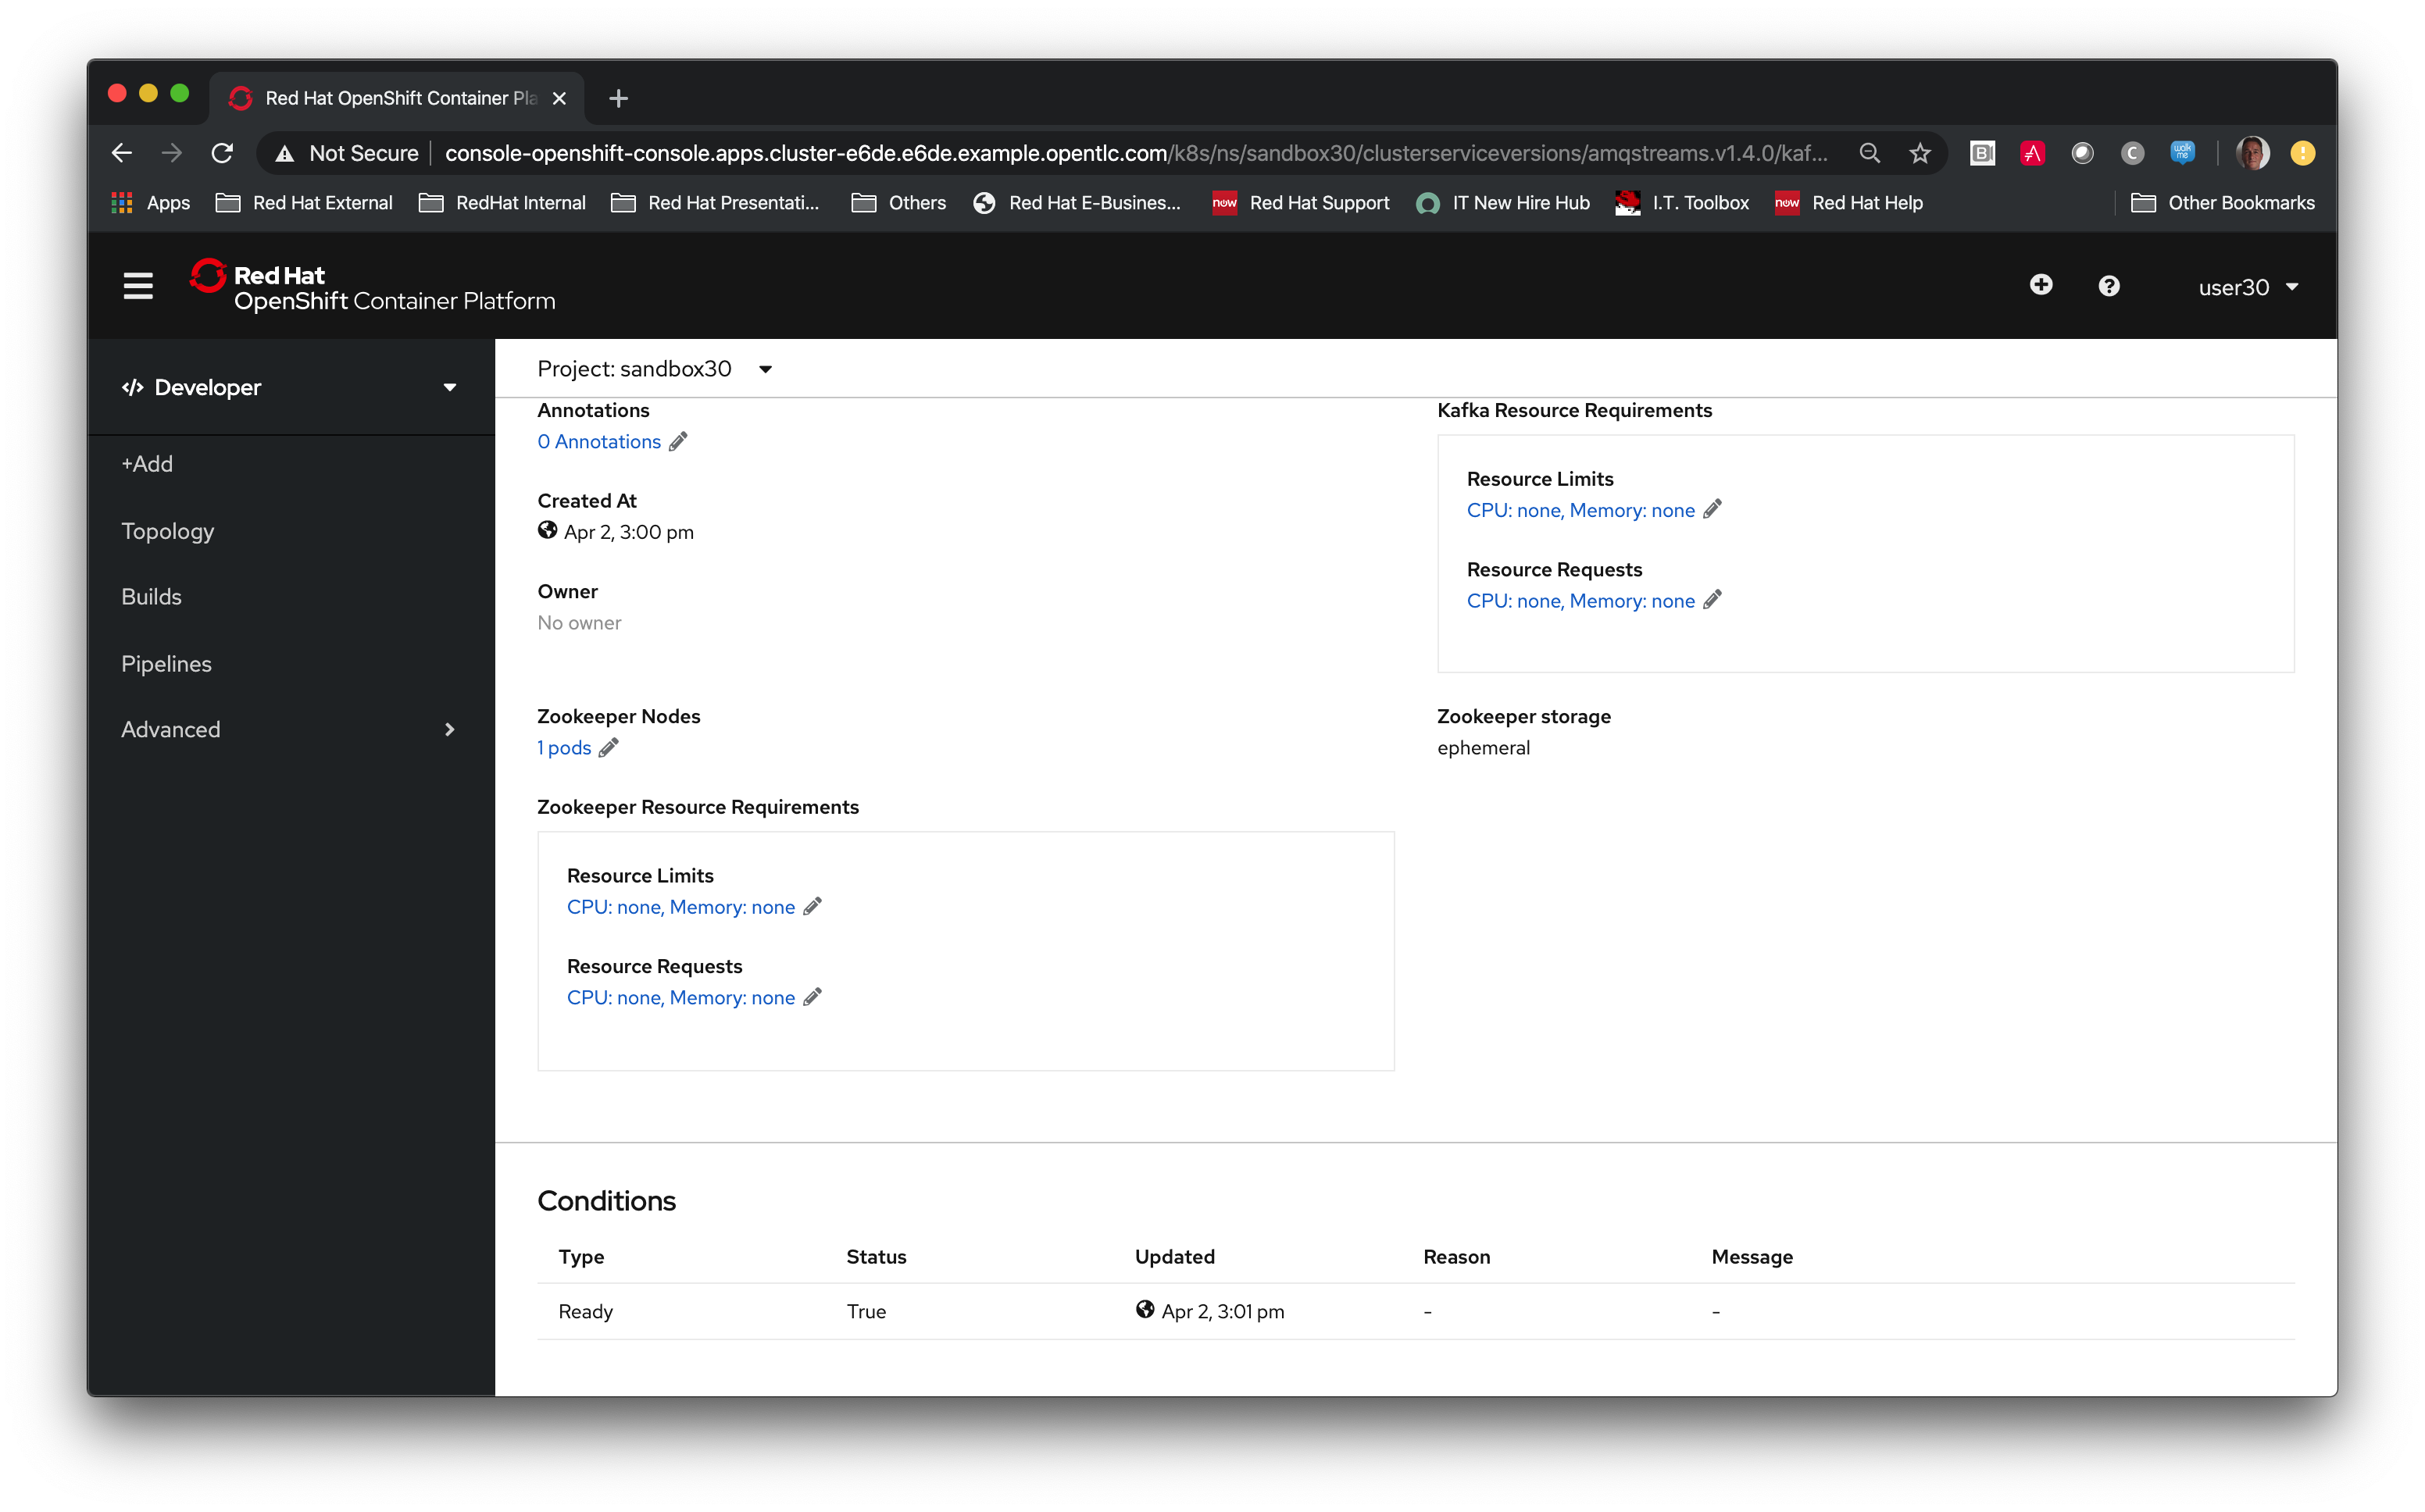 Red Hat OpenShift Container Pla
Not Secure
console-openshift-console.apps.cluster-e6de.e6de.example.opentlc.com/k8s/ns/sandbox30/clusterserviceversions/amqstreams.v1.4.0/kaf...
Apps
Red Hat External
RedHat Internal
Red Hat Presentati...
Others
Red Hat E-Busines...
now
Red Hat Support
IT New Hire Hub
I.T. Toolbox
now
Red Hat Help
Other Bookmarks
Red Hat
OpenShift Container Platform
user30
Developer
+Add
Topology
Builds
Pipelines
Advanced
Project: sandbox30
Annotations
0 Annotations
Created At
Apr 2, 3:00 pm
Owner
No owner
Kafka Resource Requirements
Resource Limits
CPU: none, Memory: none
Resource Requests
CPU: none, Memory: none
Zookeeper Nodes
1 pods
Zookeeper storage
ephemeral
Zookeeper Resource Requirements
Resource Limits
CPU: none, Memory: none
Resource Requests
CPU: none, Memory: none
Conditions
Type Status Updated Reason Message
Ready True Apr 2, 3:01 pm - -